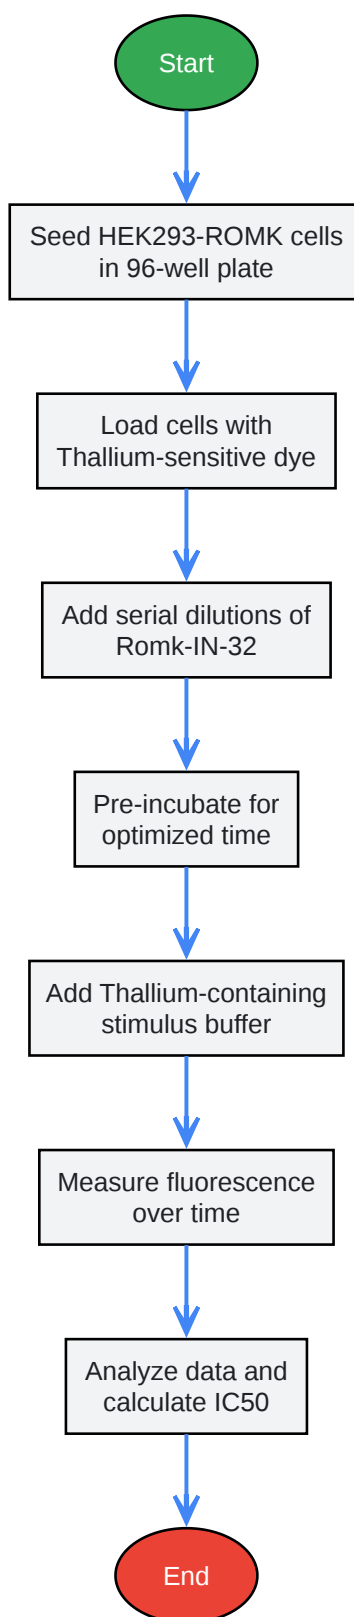 Start
Seed HEK293-ROMK cells
in 96-well plate
Load cells with
Thallium-sensitive dye
Add serial dilutions of
Romk-IN-32
Pre-incubate for
optimized time
Add Thallium-containing
stimulus buffer
Measure fluorescence
over time
Analyze data and
calculate IC50
End